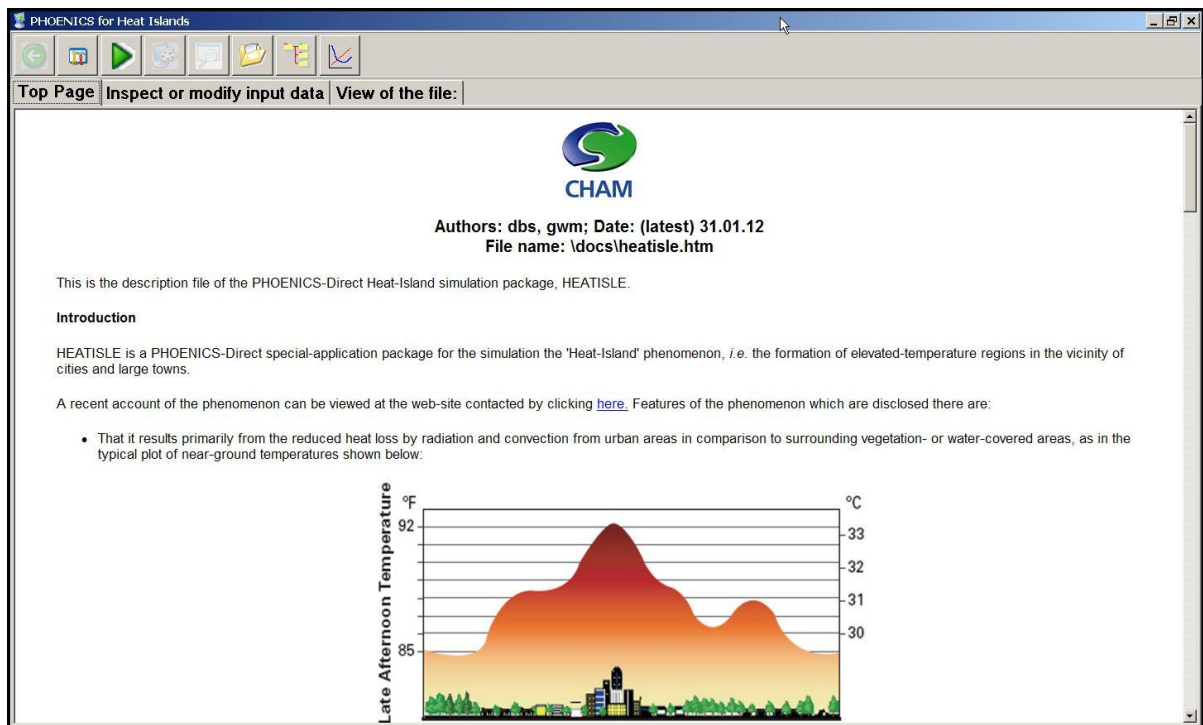 PHOENICS for Heat Islands
Top Page
Inspect or modify input data
View of the file:
CHAM
Authors: dbs, gwm; Date: (latest) 31.01.12
File name: \docs\heatisle.htm
This is the description file of the PHOENICS-Direct Heat-Island simulation package, HEATISLE.
Introduction
HEATISLE is a PHOENICS-Direct special-application package for the simulation the 'Heat-Island' phenomenon, i.e. the formation of elevated-temperature regions in the vicinity of
cities and large towns.
A recent account of the phenomenon can be viewed at the web-site contacted by clicking here. Features of the phenomenon which are disclosed there are:
• That it results primarily from the reduced heat loss by radiation and convection from urban areas in comparison to surrounding vegetation- or water-covered areas, as in the
typical plot of near-ground temperatures shown below:
Late Afternoon Temperature
°F
92
85
°C
33
32
31
30